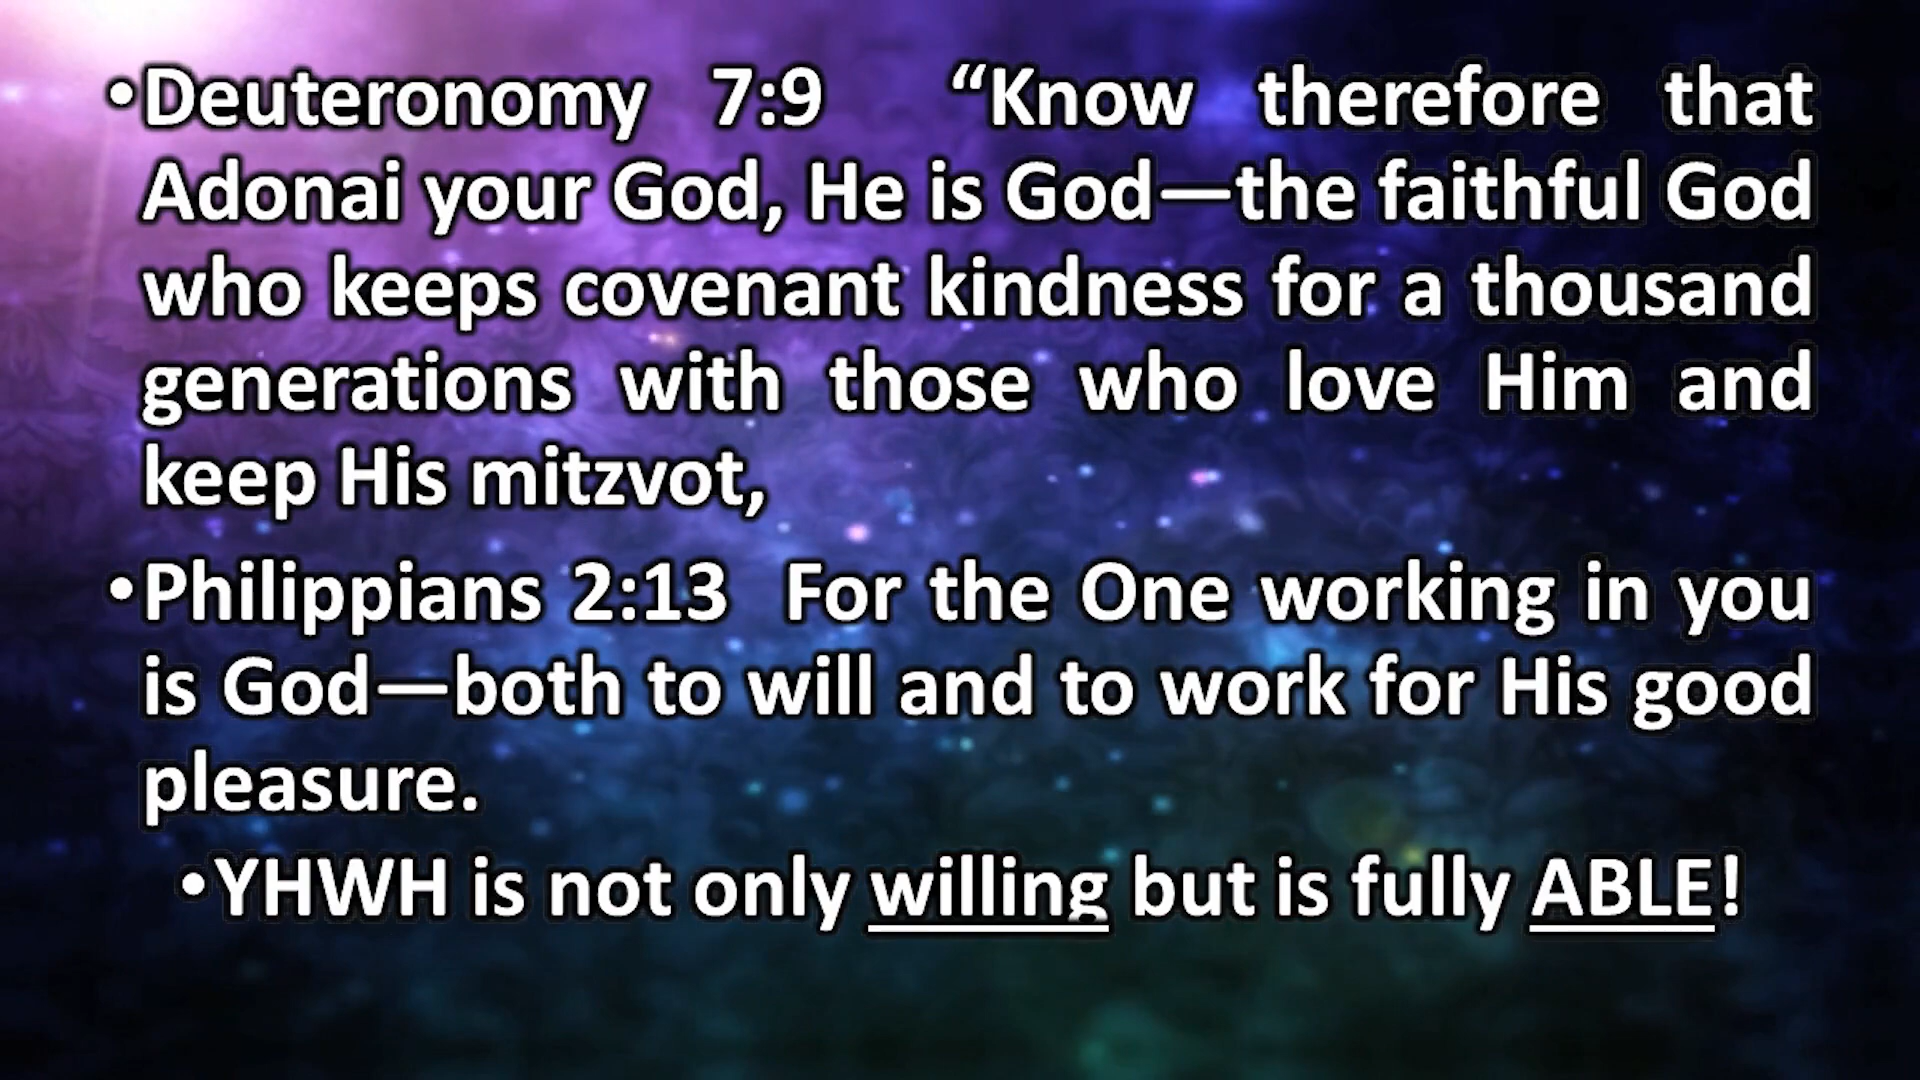 •Deuteronomy 7:9 “Know therefore that
Adonai your God, He is God—the faithful God
who keeps covenant kindness for a thousand
generations with those who love Him and
keep His mitzvot,
•Philippians 2:13 For the One working in you
is God—both to will and to work for His good
pleasure.
•YHWH is not only willing but is fully ABLE!